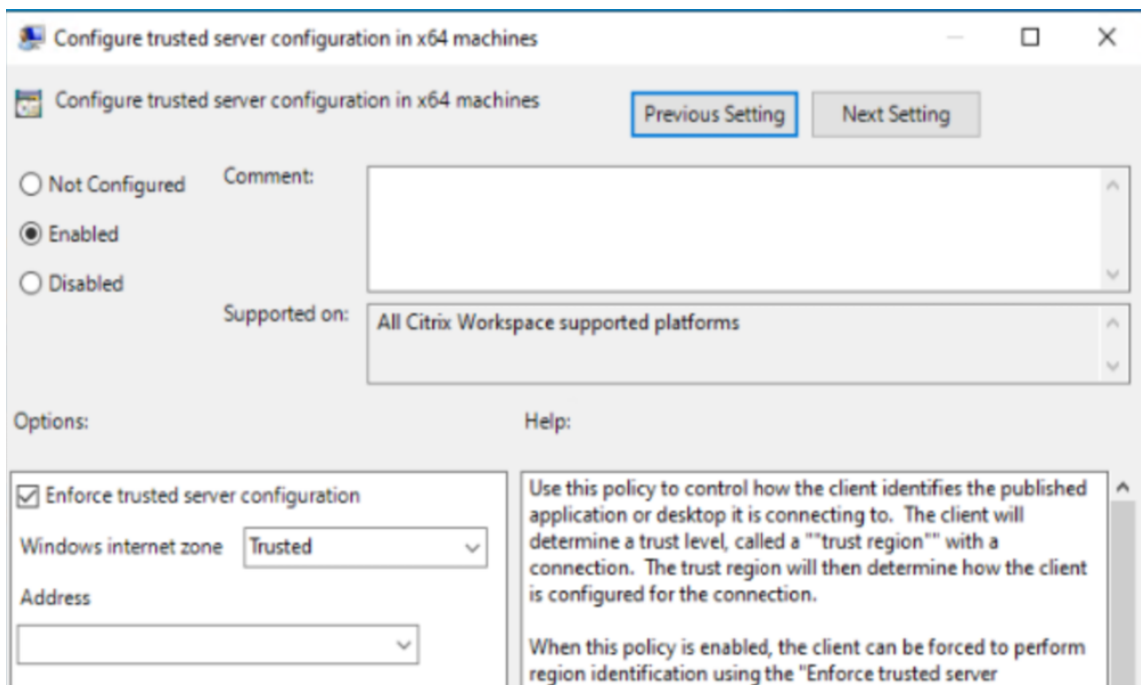 Configure trusted server configuration in x64 machines
Configure trusted server configuration in x64 machines
Previous Setting
Next Setting
Not Configured
Comment:
Enabled
Disabled
Supported on:
All Citrix Workspace supported platforms
Options:
Help:
Enforce trusted server configuration
Windows internet zone
Trusted
Address
Use this policy to control how the client identifies the published
application or desktop it is connecting to.  The client will
determine a trust level, called a ""trust region"" with a
connection.  The trust region will then determine how the client
is configured for the connection.
When this policy is enabled, the client can be forced to perform
region identification using the "Enforce trusted server